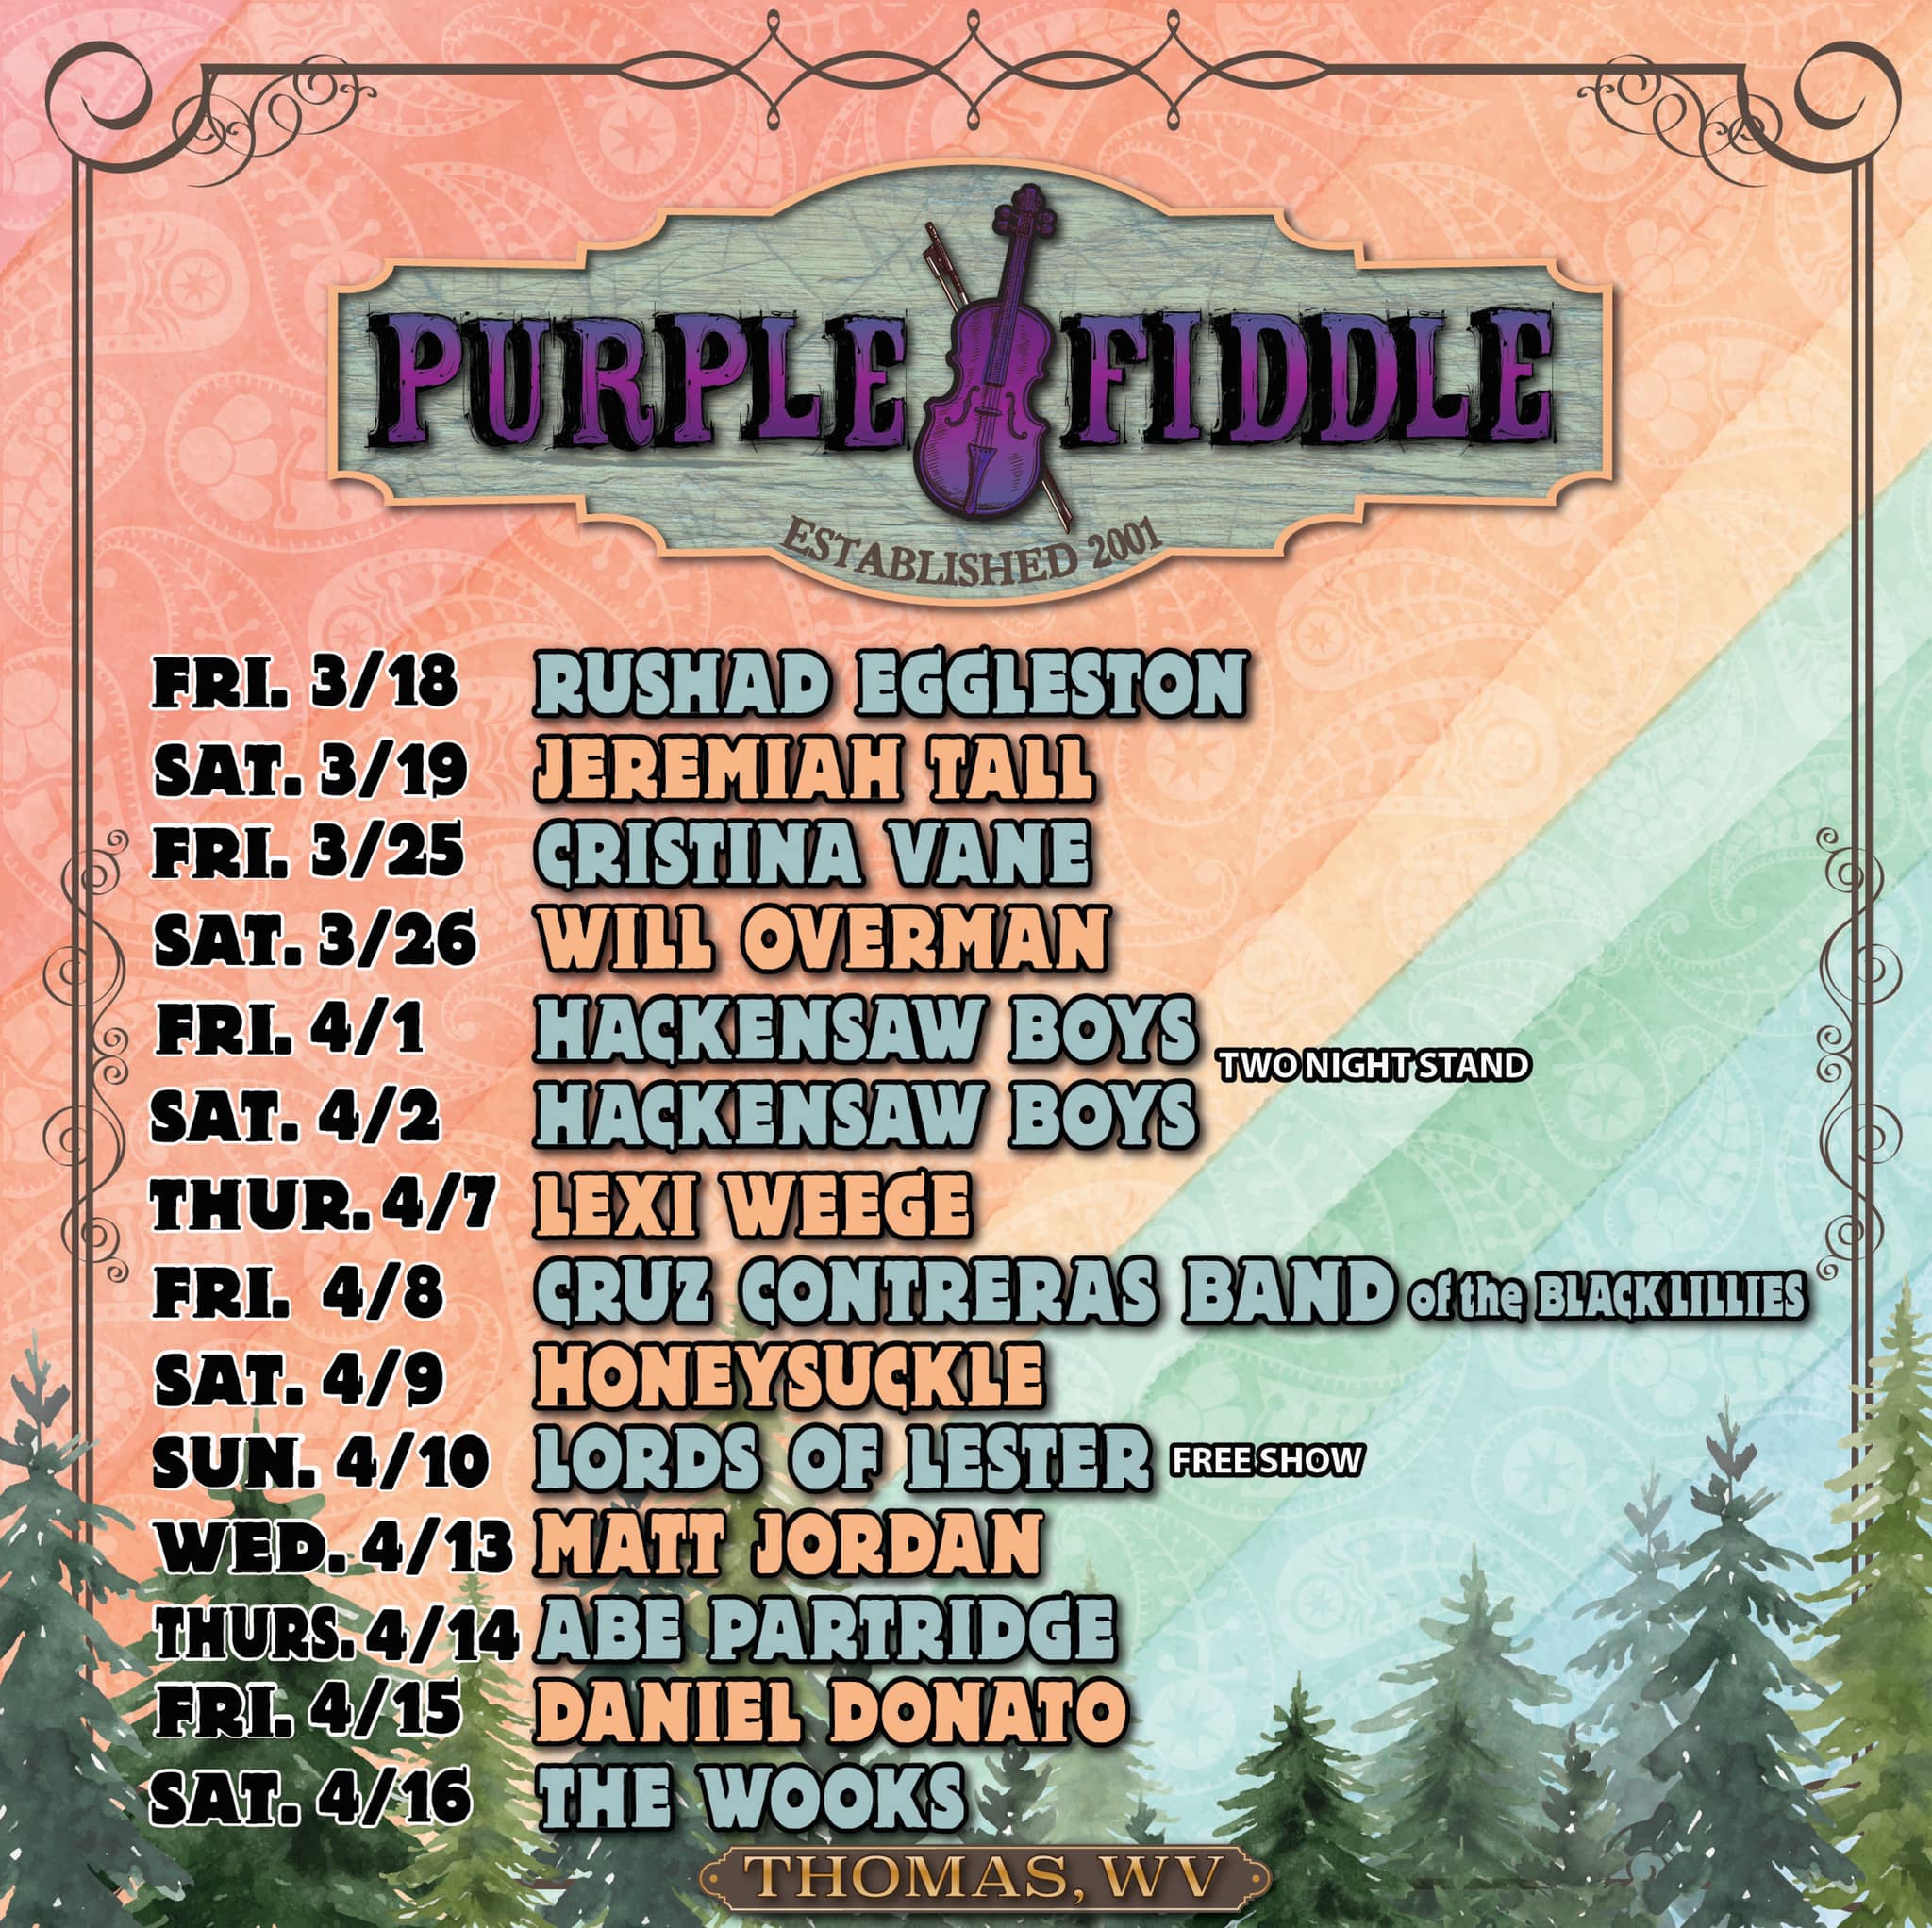 PURPLE FIDDLE
ESTABLISHED 2001
FRI. 3/18 RUSHAD EGGLESTON
SAT. 3/19 JEREMIAH TALL
FRI. 3/25 CRISTINA VANE
SAT. 3/26 WILL OVERMAN
FRI. 4/1 HACKENSAW BOYS
TWO NIGHT STAND
SAT. 4/2 HACKENSAW BOYS
THUR. 4/7 LEXI WEEGE
FRI. 4/8 CRUZ CONTRERAS BAND of the BLACK LILLIES
SAT. 4/9 HONEYSUCKLE
SUN. 4/10 LORDS OF LESTER FREE SHOW
WED. 4/13 MATT JORDAN
THURS. 4/14 ABE PARTRIDGE
FRI. 4/15 DANIEL DONATO
SAT. 4/16 THE WOOKS
THOMAS, WV